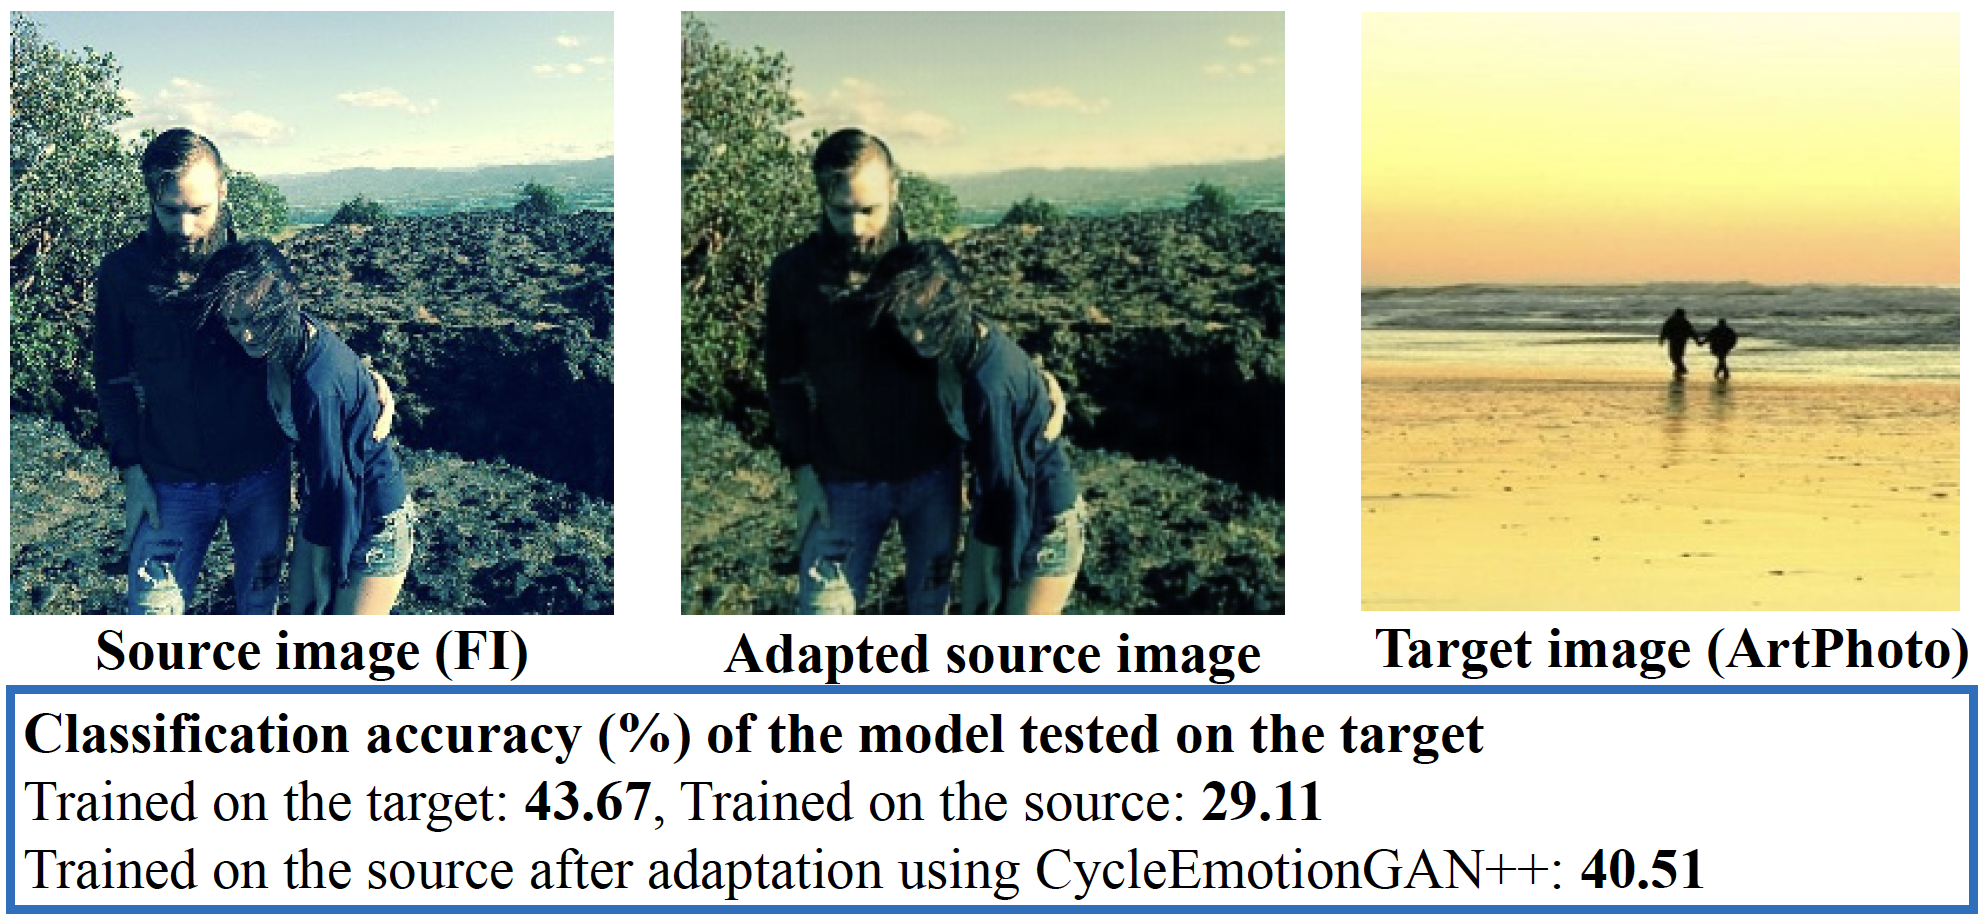 Source image (FI)
Adapted source image
Target image (ArtPhoto)
Classification accuracy (%) of the model tested on the target
Trained on the target: 43.67, Trained on the source: 29.11
Trained on the source after adaptation using CycleEmotionGAN++: 40.51